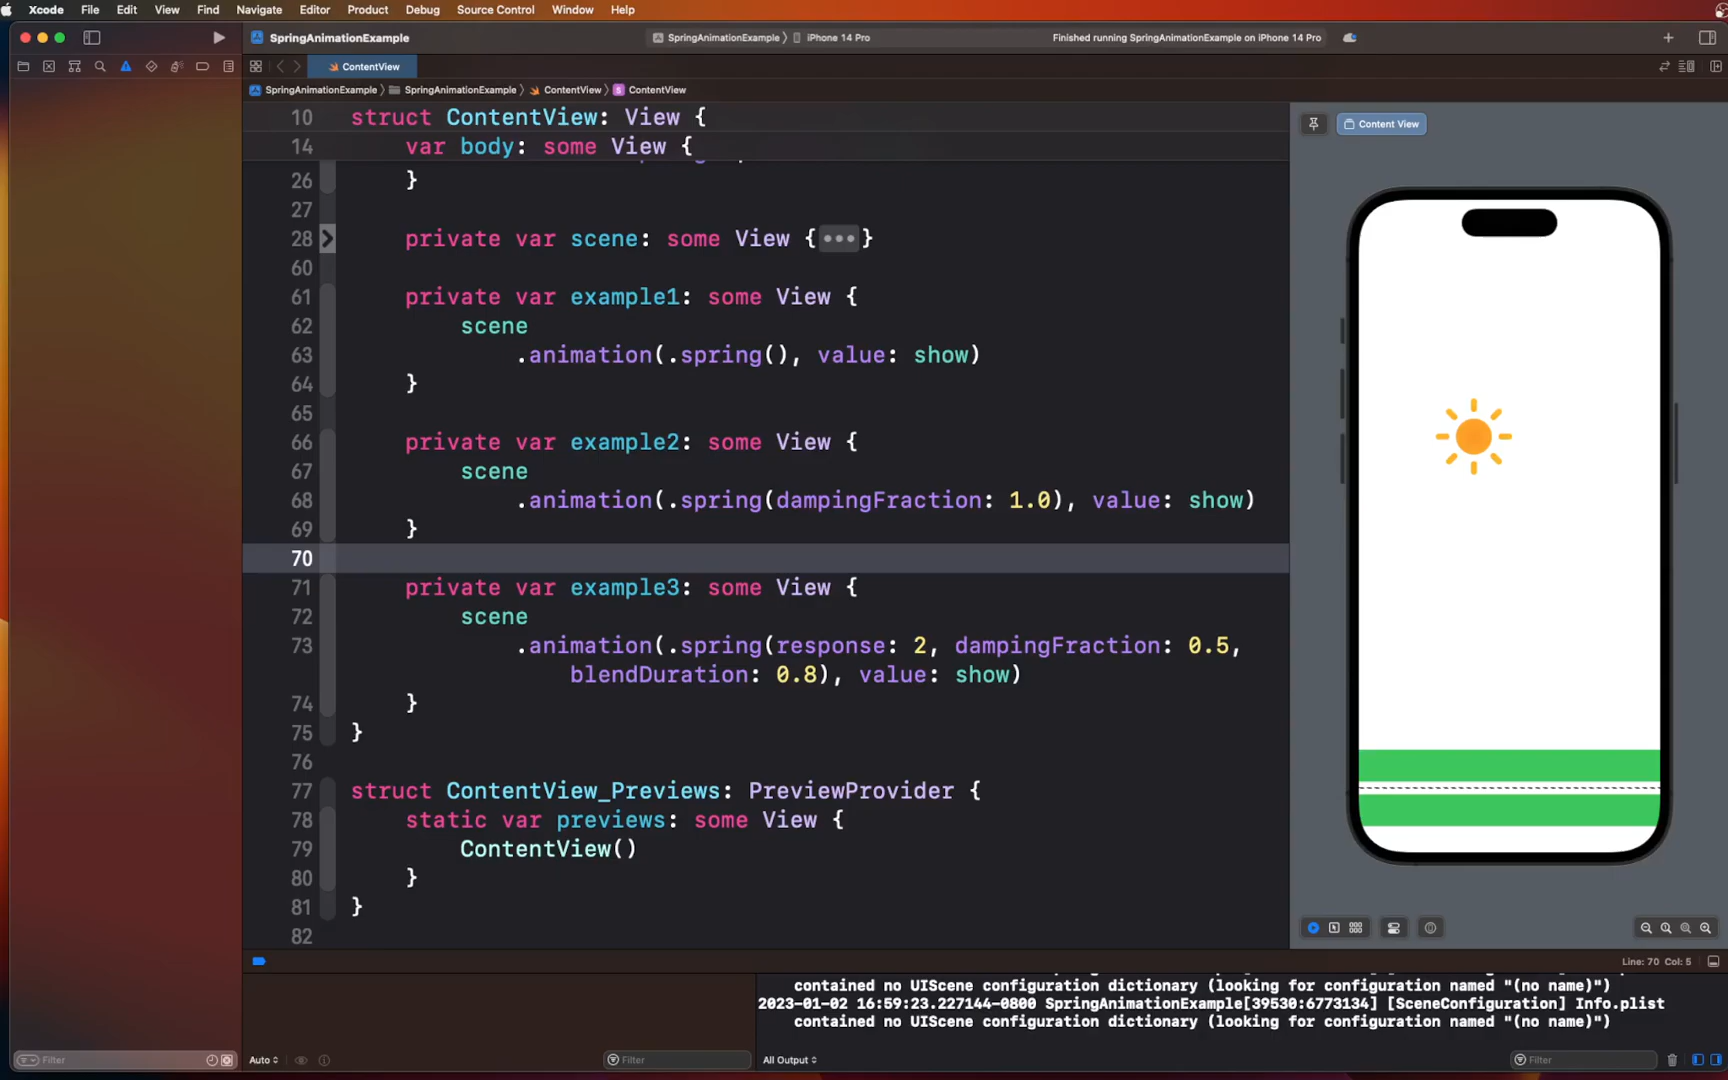 Xcode File Edit View Find Navigate Editor Product Debug Source Control Window Help
SpringAnimationExample
SpringAnimationExample
iPhone 14 Pro
Finished running SpringAnimationExample on iPhone 14 Pro
ContentView
SpringAnimationExample SpringAnimationExample ContentView S ContentView
10 struct ContentView: View {
14 var body: some View {
26 }
27
28 private var scene: some View {•••}
60
61 private var example1: some View {
62 scene
63 .animation(.spring(), value: show)
64 }
65
66 private var example2: some View {
67 scene
68 .animation(.spring(dampingFraction: 1.0), value: show)
69 }
70
71 private var example3: some View {
72 scene
73 .animation(.spring(response: 2, dampingFraction: 0.5,
blendDuration: 0.8), value: show)
74 }
75 }
76
77 struct ContentView_Previews: PreviewProvider {
78 static var previews: some View {
79 ContentView()
80 }
81 }
82
Content View
Line: 70 Col: 5
contained no UIScene configuration dictionary (looking for configuration named "(no name)")
2023-01-02 16:59:23.227144-0800 SpringAnimationExample[39530:6773134] [SceneConfiguration] Info.plist
contained no UIScene configuration dictionary (looking for configuration named "(no name)")
Filter
Auto
Filter
All Output
Filter